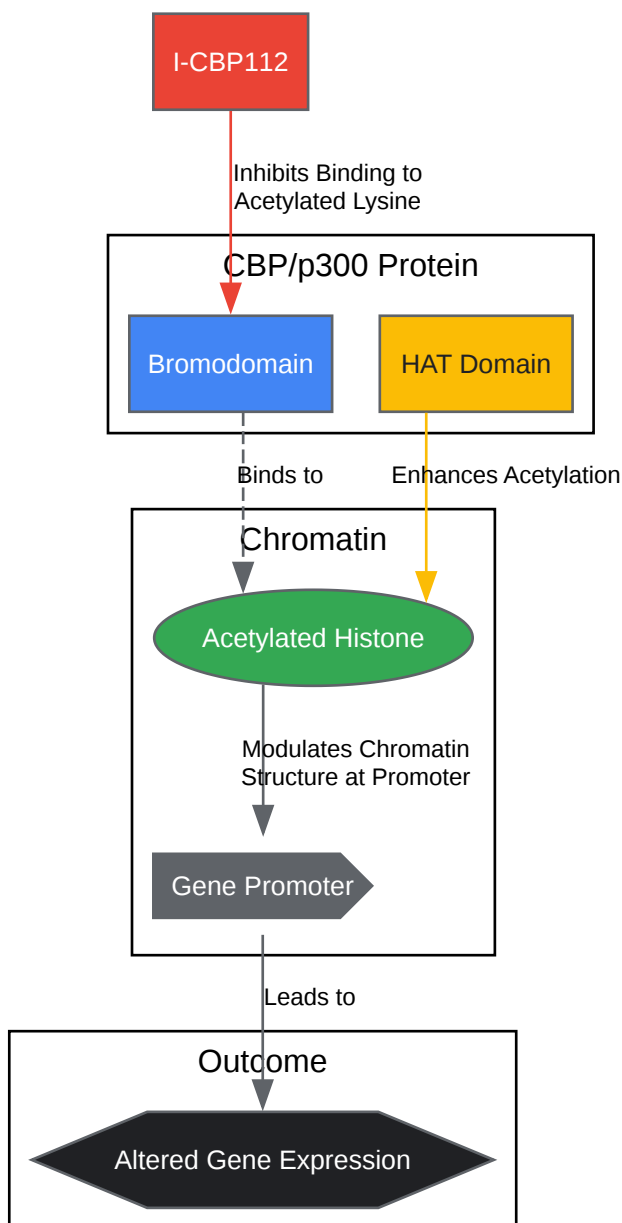 I-CBP112
Inhibits Binding to
Acetylated Lysine
CBP/p300 Protein
Bromodomain
HAT Domain
Binds to
Enhances Acetylation
Chromatin
Acetylated Histone
Modulates Chromatin
Structure at Promoter
Gene Promoter
Leads to
Outcome
Altered Gene Expression